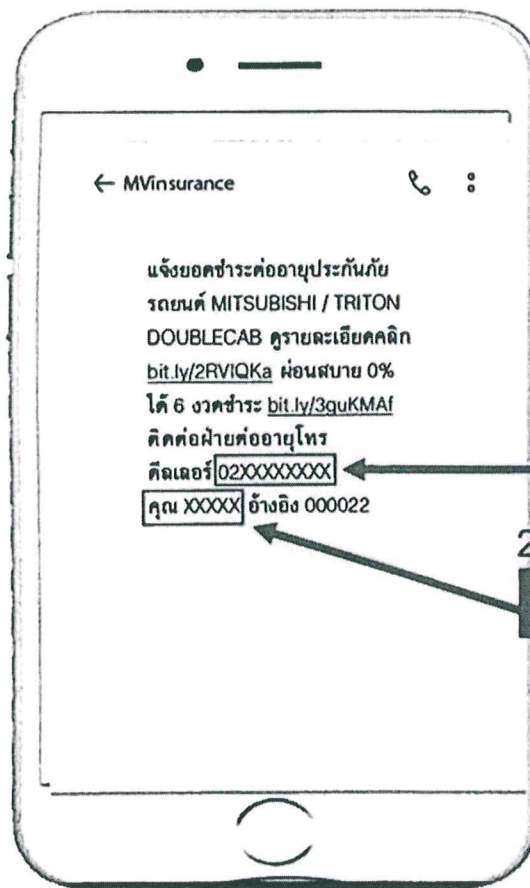 ← MVinsurance
แจ้งยอดชำระต่ออายุประกันภัย
รถยนต์ MITSUBISHI / TRITON
DOUBLECAB ดูรายละเอียดคลิก
bit.ly/2RVIQKa ผ่อนสบาย 0%
ได้ 6 งวดชำระ bit.ly/3guKMAf
ติดต่อฝ่ายต่ออายุโทร
ดีลเลอร์ 02XXXXXXXX
คุณ XXXXX อ้างอิง 000022
2